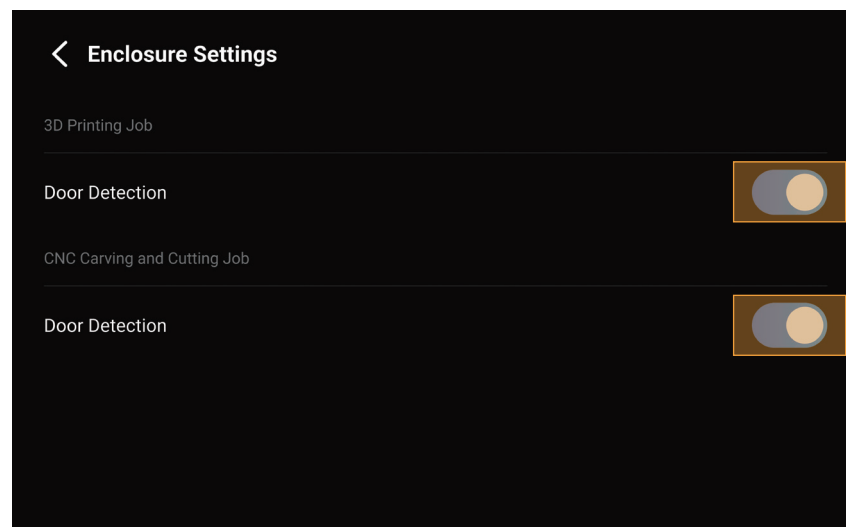 Enclosure Settings
3D Printing Job
Door Detection
CNC Carving and Cutting Job
Door Detection